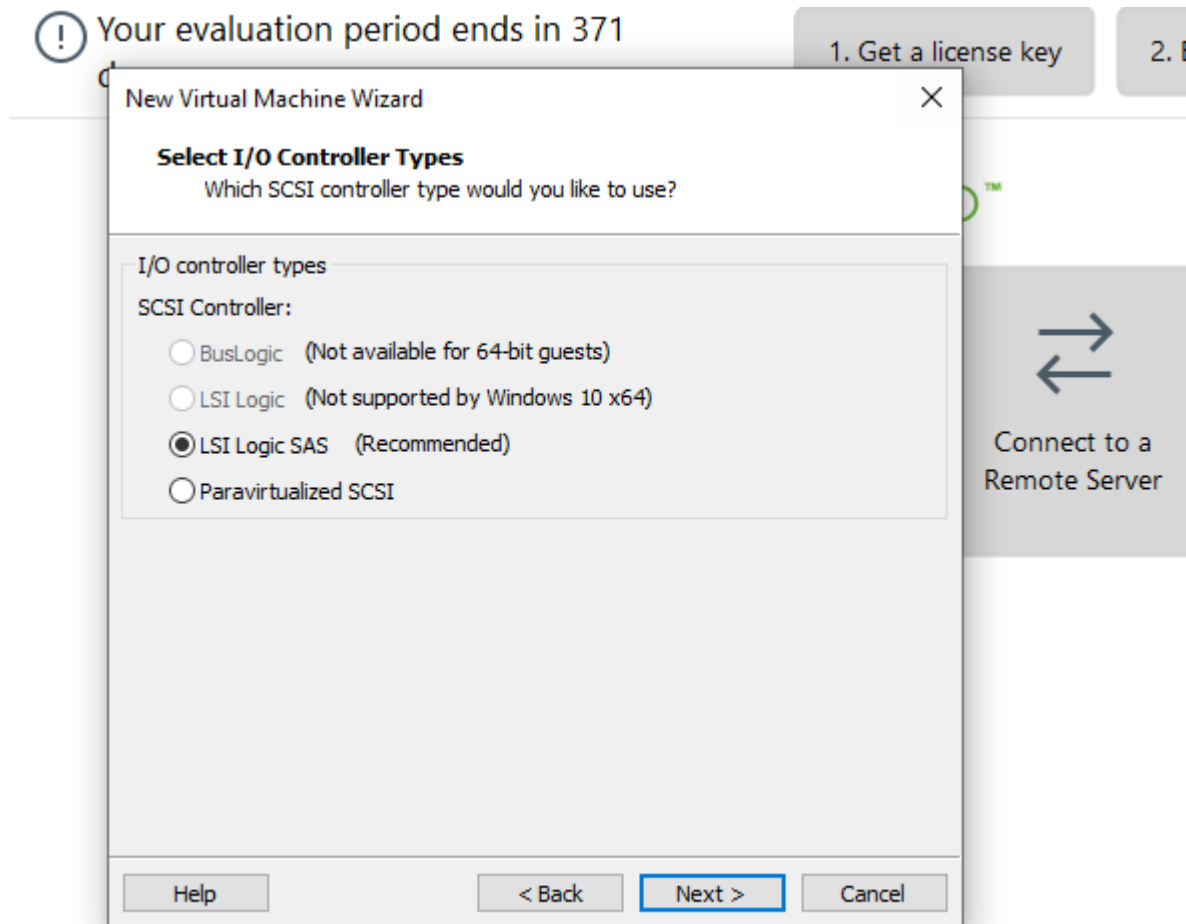 Your evaluation period ends in 371
1. Get a license key
2.
New Virtual Machine Wizard
Select I/O Controller Types
Which SCSI controller type would you like to use?
™
I/O controller types
SCSI Controller:
BusLogic (Not available for 64-bit guests)
LSI Logic (Not supported by Windows 10 x64)
LSI Logic SAS (Recommended)
Paravirtualized SCSI
Connect to a
Remote Server
Help
< Back
Next >
Cancel